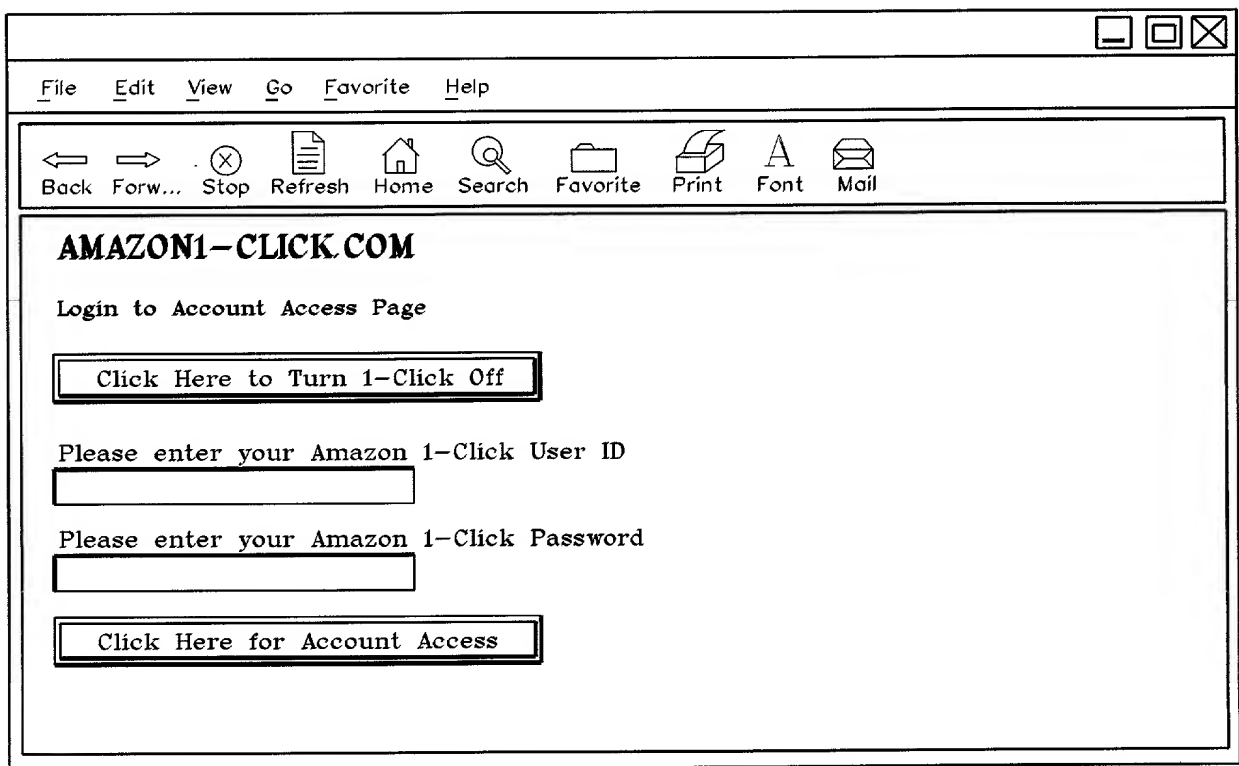 File Edit View Go Favorite Help
Back Forw... Stop Refresh Home Search Favorite Print Font Mail
AMAZON1-CLICK.COM
Login to Account Access Page
Click Here to Turn 1-Click Off
Please enter your Amazon 1-Click User ID
Please enter your Amazon 1-Click Password
Click Here for Account Access